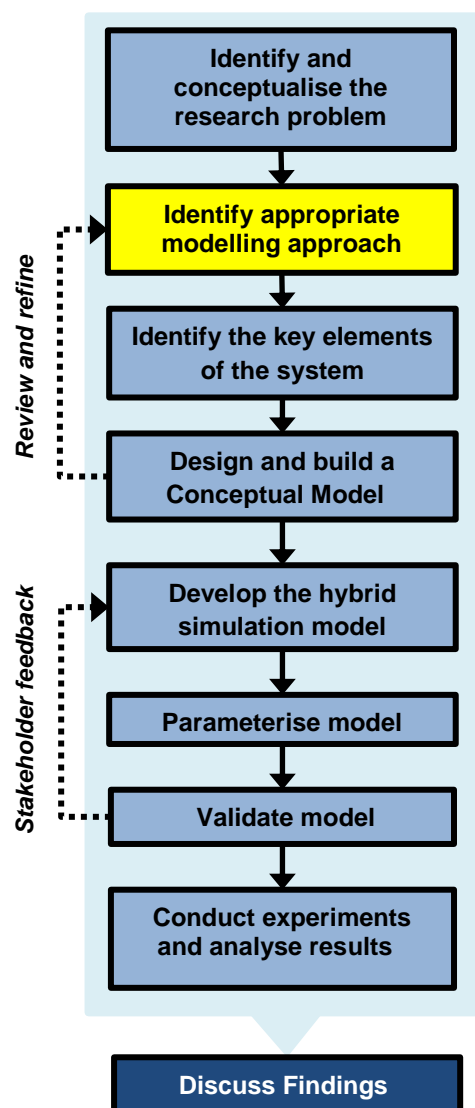 Identify and
conceptualise the
research problem
Identify appropriate
modelling approach
Identify the key elements
of the system
Design and build a
Conceptual Model
Review and refine
Develop the hybrid
simulation model
Parameterise model
Validate model
Stakeholder feedback
Conduct experiments
and analyse results
Discuss Findings